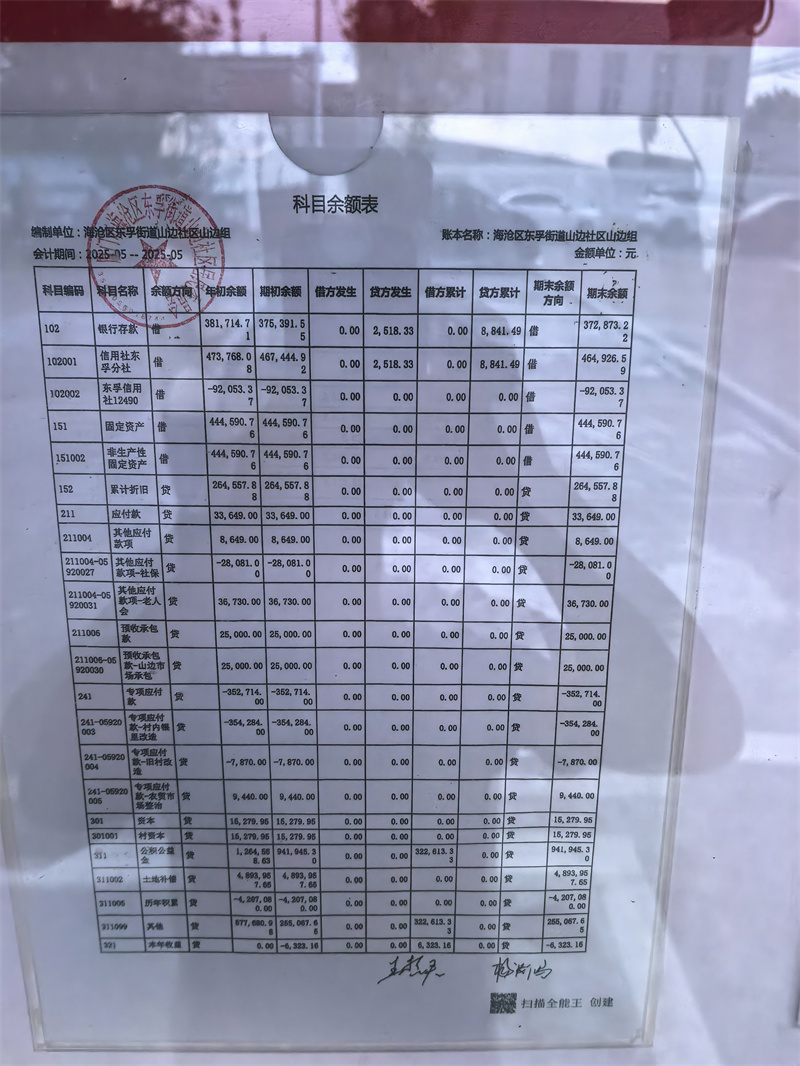 科目余额表
编制单位：海沧区东孚街道山边社区山边组 账本名称：海沧区东孚街道山边社区山边组
会计期间：2025-05 -- 2025-05 金额单位：元
科目编码 科目名称 余额方向 年初余额 期初余额 借方发生 贷方发生 借方累计 贷方累计 期末余额方向 期末余额
102 银行存款 借 381,714.71 375,391.55 0.00 2,518.33 0.00 8,841.49 借 372,873.22
102001 信用社东孚分社 借 473,768.08 467,444.92 0.00 2,518.33 0.00 8,841.49 借 464,926.59
102002 东孚信用社12490 借 -92,053.37 -92,053.37 0.00 0.00 0.00 0.00 借 -92,053.37
151 固定资产 借 444,590.76 444,590.76 0.00 0.00 0.00 0.00 借 444,590.76
151002 非生产性固定资产 借 444,590.76 444,590.76 0.00 0.00 0.00 0.00 借 444,590.76
152 累计折旧 贷 264,557.88 264,557.88 0.00 0.00 0.00 0.00 贷 264,557.88
211 应付款 贷 33,649.00 33,649.00 0.00 0.00 0.00 0.00 贷 33,649.00
211004 其他应付款项 贷 8,649.00 8,649.00 0.00 0.00 0.00 0.00 贷 8,649.00
211004-05920027 其他应付款项-社保 贷 -28,081.00 -28,081.00 0.00 0.00 0.00 0.00 贷 -28,081.00
211004-05920031 其他应付款项-老人会 贷 36,730.00 36,730.00 0.00 0.00 0.00 0.00 贷 36,730.00
211006 预收承包款 贷 25,000.00 25,000.00 0.00 0.00 0.00 0.00 贷 25,000.00
211006-05920030 预收承包款-山边市场承包 贷 25,000.00 25,000.00 0.00 0.00 0.00 0.00 贷 25,000.00
241 专项应付款 贷 -352,714.00 -352,714.00 0.00 0.00 0.00 0.00 贷 -352,714.00
241-05920003 专项应付款-村内 里改造 贷 -354,284.00 -354,284.00 0.00 0.00 0.00 0.00 贷 -354,284.00
241-05920004 专项应付款-旧村改造 贷 -7,870.00 -7,870.00 0.00 0.00 0.00 0.00 贷 -7,870.00
241-05920005 专项应付款-农贸市场整治 贷 9,440.00 9,440.00 0.00 0.00 0.00 0.00 贷 9,440.00
301 资本 贷 15,279.95 15,279.95 0.00 0.00 0.00 0.00 贷 15,279.95
301001 村资本 贷 15,279.95 15,279.95 0.00 0.00 0.00 0.00 贷 15,279.95
311 公积公益金 贷 1,264,558.63 941,945.30 0.00 0.00 322,613.33 0.00 贷 941,945.30
311002 土地补偿 贷 4,893,957.65 4,893,957.65 0.00 0.00 0.00 0.00 贷 4,893,957.65
311006 历年积累 贷 -4,207,080.00 -4,207,080.00 0.00 0.00 0.00 0.00 贷 -4,207,080.00
311099 其他 贷 577,680.98 255,067.65 0.00 0.00 322,613.33 0.00 贷 255,067.65
321 本年收益 贷 0.00 -6,323.16 0.00 0.00 6,323.16 0.00 贷 -6,323.16
扫描全能王 创建